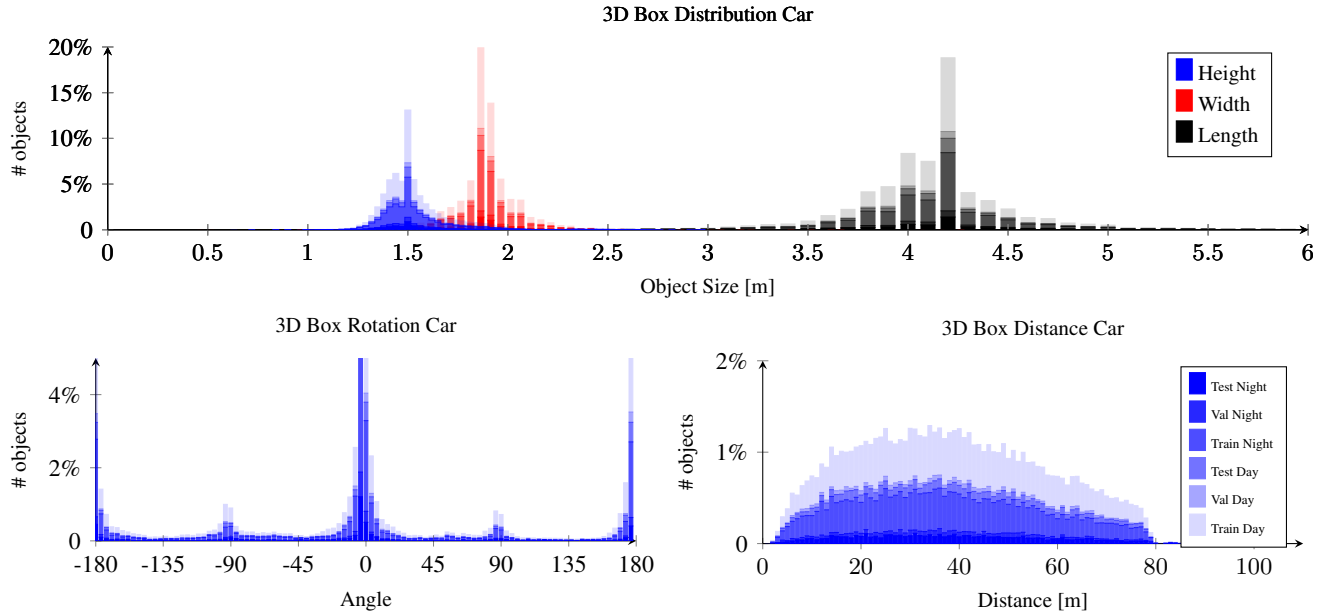 3D Box Distribution Car
# objects
20%
15%
10%
5%
0
0 0.5 1 1.5 2 2.5 3 3.5 4 4.5 5 5.5 6
Object Size [m]
Height
Width
Length
3D Box Rotation Car
# objects
4%
2%
0
-180 -135 -90 -45 0 45 90 135 180
Angle
3D Box Distance Car
# objects
2%
1%
0
0 20 40 60 80 100
Distance [m]
Test Night
Val Night
Train Night
Test Day
Val Day
Train Day